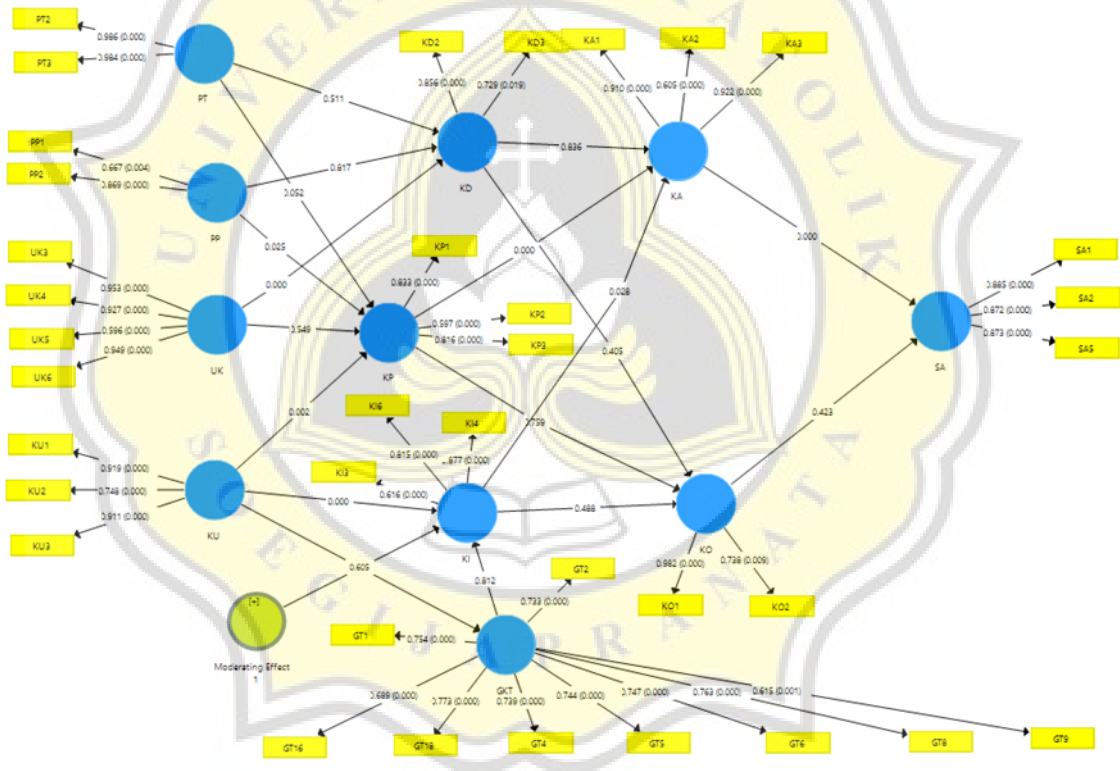 PT2
0.986 (0.000)
PT3
0.984 (0.000)
PT
KD2
KD3
KA1
KA2
KA3
0.856 (0.000)
0.729 (0.019)
0.910 (0.000)
0.605 (0.000)
0.922 (0.000)
0.511
PP1
0.667 (0.004)
PP2
0.869 (0.000)
PP
0.817
KD
0.836
KA
0.052
0.025
0.000
UK3
0.953 (0.000)
UK4
0.927 (0.000)
UK5
0.596 (0.000)
UK6
0.949 (0.000)
UK
0.549
KP1
0.833 (0.000)
KP2
0.597 (0.000)
KP3
0.816 (0.000)
KP
0.000
0.028
0.000
SA1
0.885 (0.000)
SA2
0.872 (0.000)
SA5
0.873 (0.000)
SA
0.405
0.002
KI6
KI4
KI3
0.815 (0.000)
0.616 (0.000)
0.759
0.423
KU1
0.919 (0.000)
KU2
0.748 (0.000)
KU3
0.911 (0.000)
KU
0.000
KI
0.488
KO
0.982 (0.000)
0.738 (0.009)
KO1
KO2
0.605
0.812
[+]
Moderating Effect
1
GT2
0.733 (0.000)
GT1
0.754 (0.000)
GKT
0.689 (0.000)
0.773 (0.000)
0.739 (0.000)
0.744 (0.000)
0.747 (0.000)
0.763 (0.000)
0.615 (0.001)
GT16
GT18
GT4
GT5
GT6
GT8
GT9